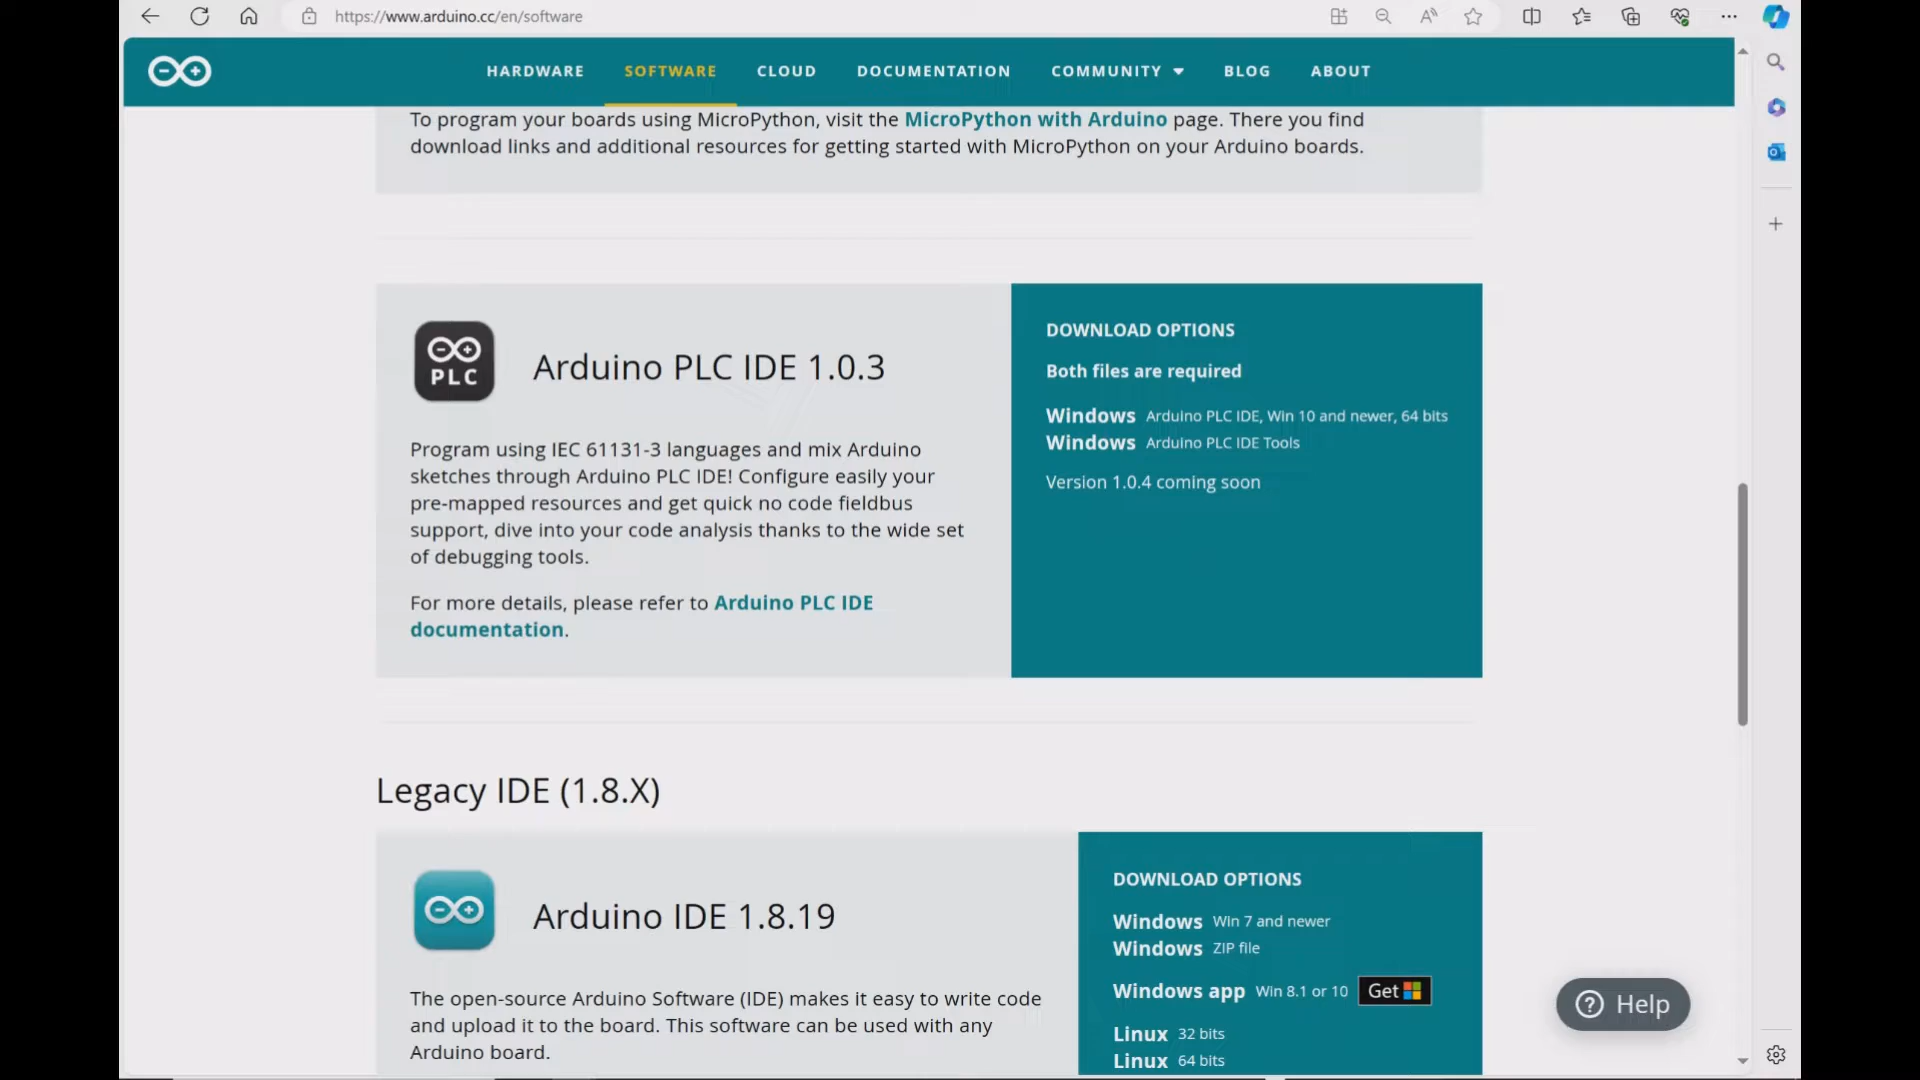 https://www.arduino.cc/en/software
HARDWARE SOFTWARE CLOUD DOCUMENTATION COMMUNITY BLOG ABOUT
To program your boards using MicroPython, visit the MicroPython with Arduino page. There you find
download links and additional resources for getting started with MicroPython on your Arduino boards.
PLC
Arduino PLC IDE 1.0.3
Program using IEC 61131-3 languages and mix Arduino
sketches through Arduino PLC IDE! Configure easily your
pre-mapped resources and get quick no code fieldbus
support, dive into your code analysis thanks to the wide set
of debugging tools.
For more details, please refer to Arduino PLC IDE
documentation.
DOWNLOAD OPTIONS
Both files are required
Windows Arduino PLC IDE, Win 10 and newer, 64 bits
Windows Arduino PLC IDE Tools
Version 1.0.4 coming soon
Legacy IDE (1.8.X)
Arduino IDE 1.8.19
The open-source Arduino Software (IDE) makes it easy to write code
and upload it to the board. This software can be used with any
Arduino board.
DOWNLOAD OPTIONS
Windows Win 7 and newer
Windows ZIP file
Windows app Win 8.1 or 10 Get
Linux 32 bits
Linux 64 bits
Help